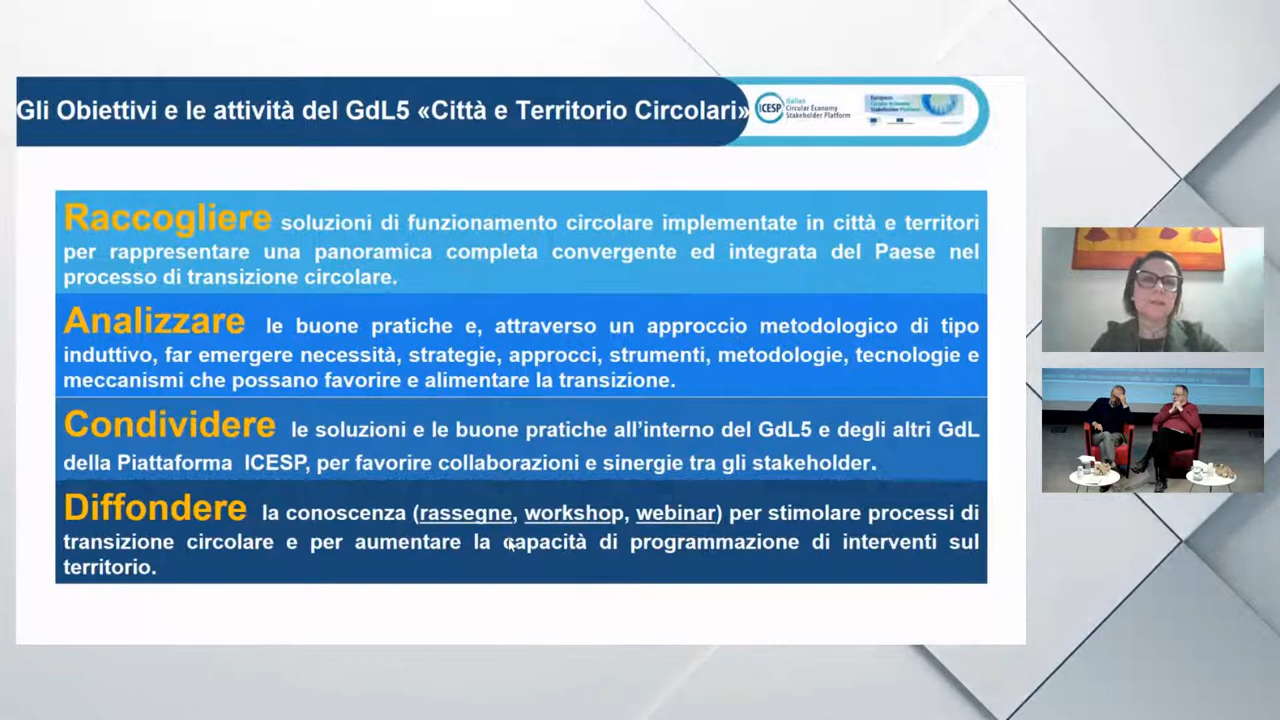 Gli Obiettivi e le attività del GdL5 «Città e Territorio Circolari»
ICESP
Italian
Circular Economy
Stakeholder Platform
European
Circular Economy
Stakeholder Platform
Raccogliere soluzioni di funzionamento circolare implementate in città e territori
per rappresentare una panoramica completa convergente ed integrata del Paese nel
processo di transizione circolare.
Analizzare le buone pratiche e, attraverso un approccio metodologico di tipo
induttivo, far emergere necessità, strategie, approcci, strumenti, metodologie, tecnologie e
meccanismi che possano favorire e alimentare la transizione.
Condividere le soluzioni e le buone pratiche all’interno del GdL5 e degli altri GdL
della Piattaforma ICESP, per favorire collaborazioni e sinergie tra gli stakeholder.
Diffondere la conoscenza (rassegne, workshop, webinar) per stimolare processi di
transizione circolare e per aumentare la capacità di programmazione di interventi sul
territorio.